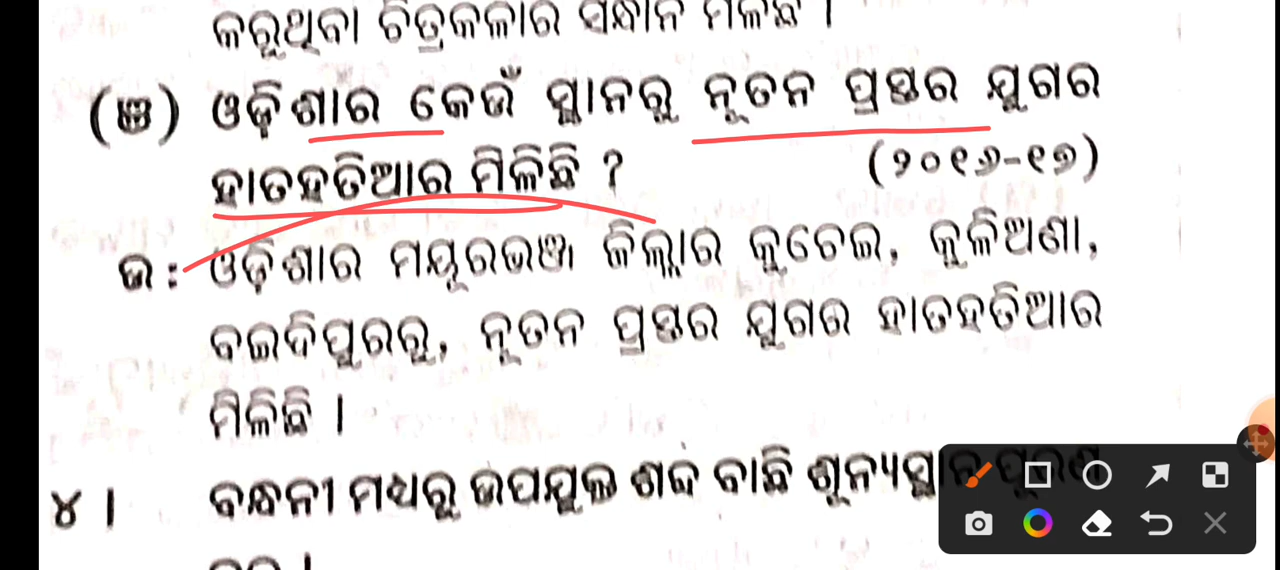 କରୁଥିବା ଚିତ୍ରକଳାର ସନ୍ଧାନ ମିଳିଛି ।
(ଞ) ଓଡ଼ିଶାର କେଉଁ ସ୍ଥାନରୁ ନୂତନ ପ୍ରସ୍ତର ଯୁଗର
ହାତହତିଆର ମିଳିଛି ? (୨୦୧୬-୧୭)
ଉ : ଓଡ଼ିଶାର ମୟୂରଭଞ୍ଜ ଜିଲ୍ଲାର କୁଚେଇ, କୁଳିଅଣା,
ବଇଦିପୁରରୁ, ନୂତନ ପ୍ରସ୍ତର ଯୁଗର ହାତହତିଆର
ମିଳିଛି ।
୪ । ବନ୍ଧନୀ ମଧ୍ୟରୁ ଉପଯୁକ୍ତ ଶବ୍ଦ ବାଛି ଶୂନ୍ୟସ୍ଥାନ ପୂରଣ